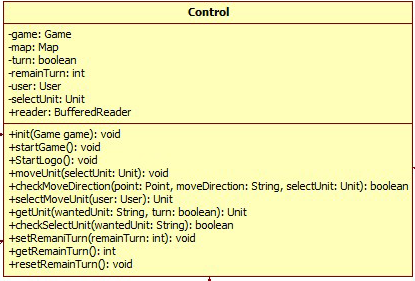 Control
-game: Game
-map: Map
-turn: boolean
-remainTurn: int
-user: User
-selectUnit: Unit
+reader: BufferedReader
+init(Game game): void
+startGame(): void
+StartLogo(): void
+moveUnit(selectUnit: Unit): void
+checkMoveDirection(point: Point, moveDirection: String, selectUnit: Unit): boolean
+selectMoveUnit(user: User): Unit
+getUnit(wantedUnit: String, turn: boolean): Unit
+checkSelectUnit(wantedUnit: String): boolean
+setRemaniTurn(remainTurn: int): void
+getRemainTurn(): int
+resetRemainTurn(): void